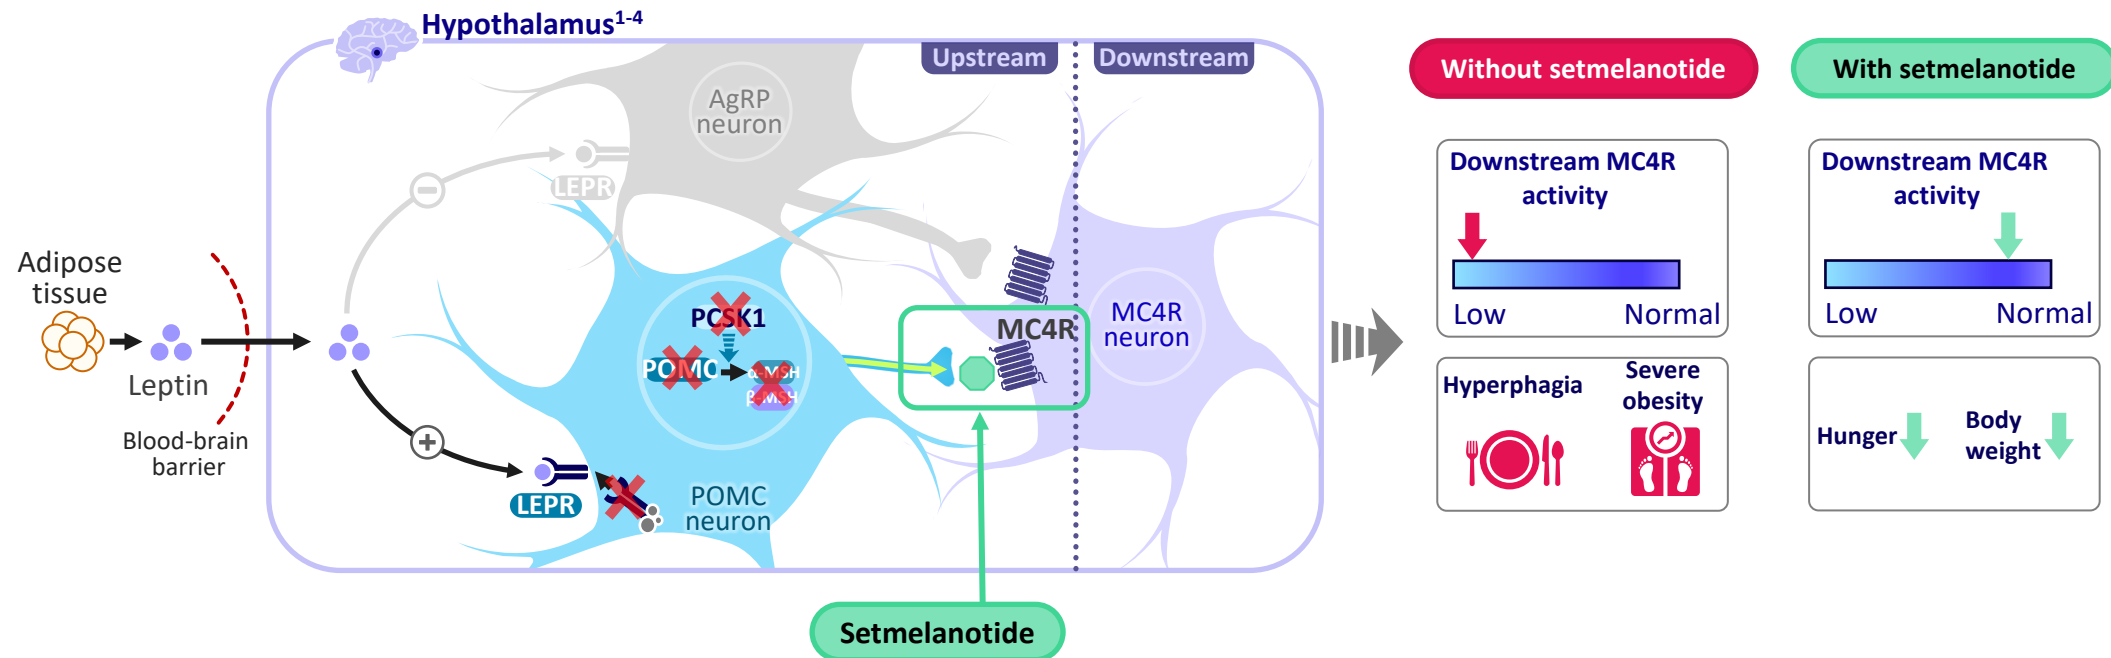 Hypothalamus1-4
Upstream
Downstream
AgRP
neuron
LEPR
Adipose
tissue
Leptin
Blood-brain
barrier
PCSK1
POMC
α-MSH
β-MSH
MC4R
MC4R
neuron
LEPR
POMC
neuron
Setmelanotide
Without setmelanotide
Downstream MC4R
activity
Low
Normal
Hyperphagia
Severe
obesity
With setmelanotide
Downstream MC4R
activity
Low
Normal
Hunger
Body
weight